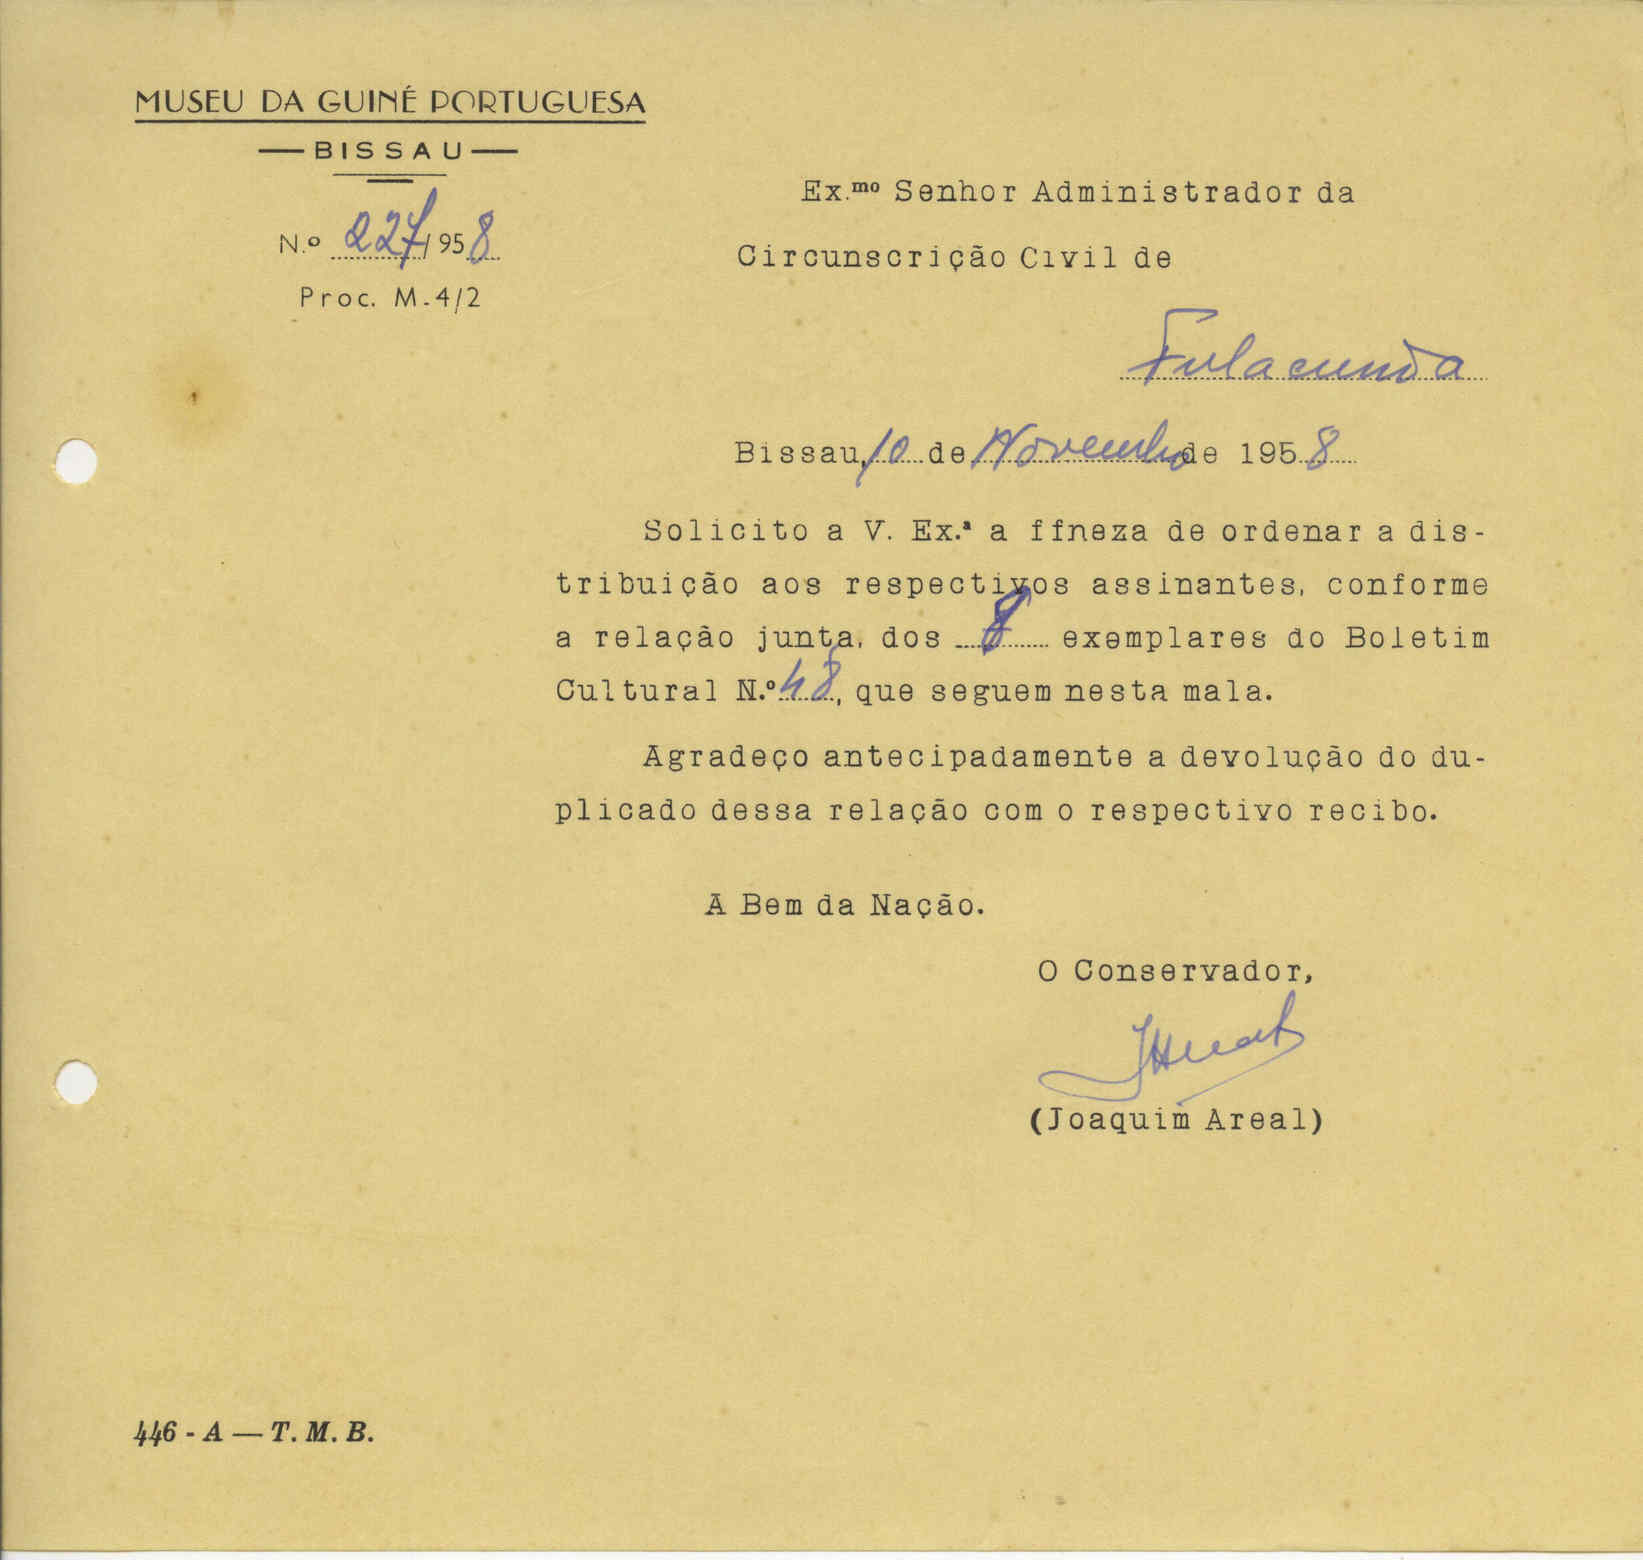 MUSEU DA GUINÉ PORTUGUESA
— BISSAU —
N.º 227/958
Proc. M-4/2
Ex.mo Senhor Administrador da
Circunscrição Civil de
Fulacunda
Bissau, 10 de Novembro de 1958
Solicito a V. Ex.ª a ffneza de ordenar a dis-
tribuição aos respectivos assinantes, conforme
a relação junta, dos 8 exemplares do Boletim
Cultural N.º 48, que seguem nesta mala.
Agradeço antecipadamente a devolução do du-
plicado dessa relação com o respectivo recibo.
A Bem da Nação.
O Conservador,
(Joaquim Areal)
446 - A — T. M. B.